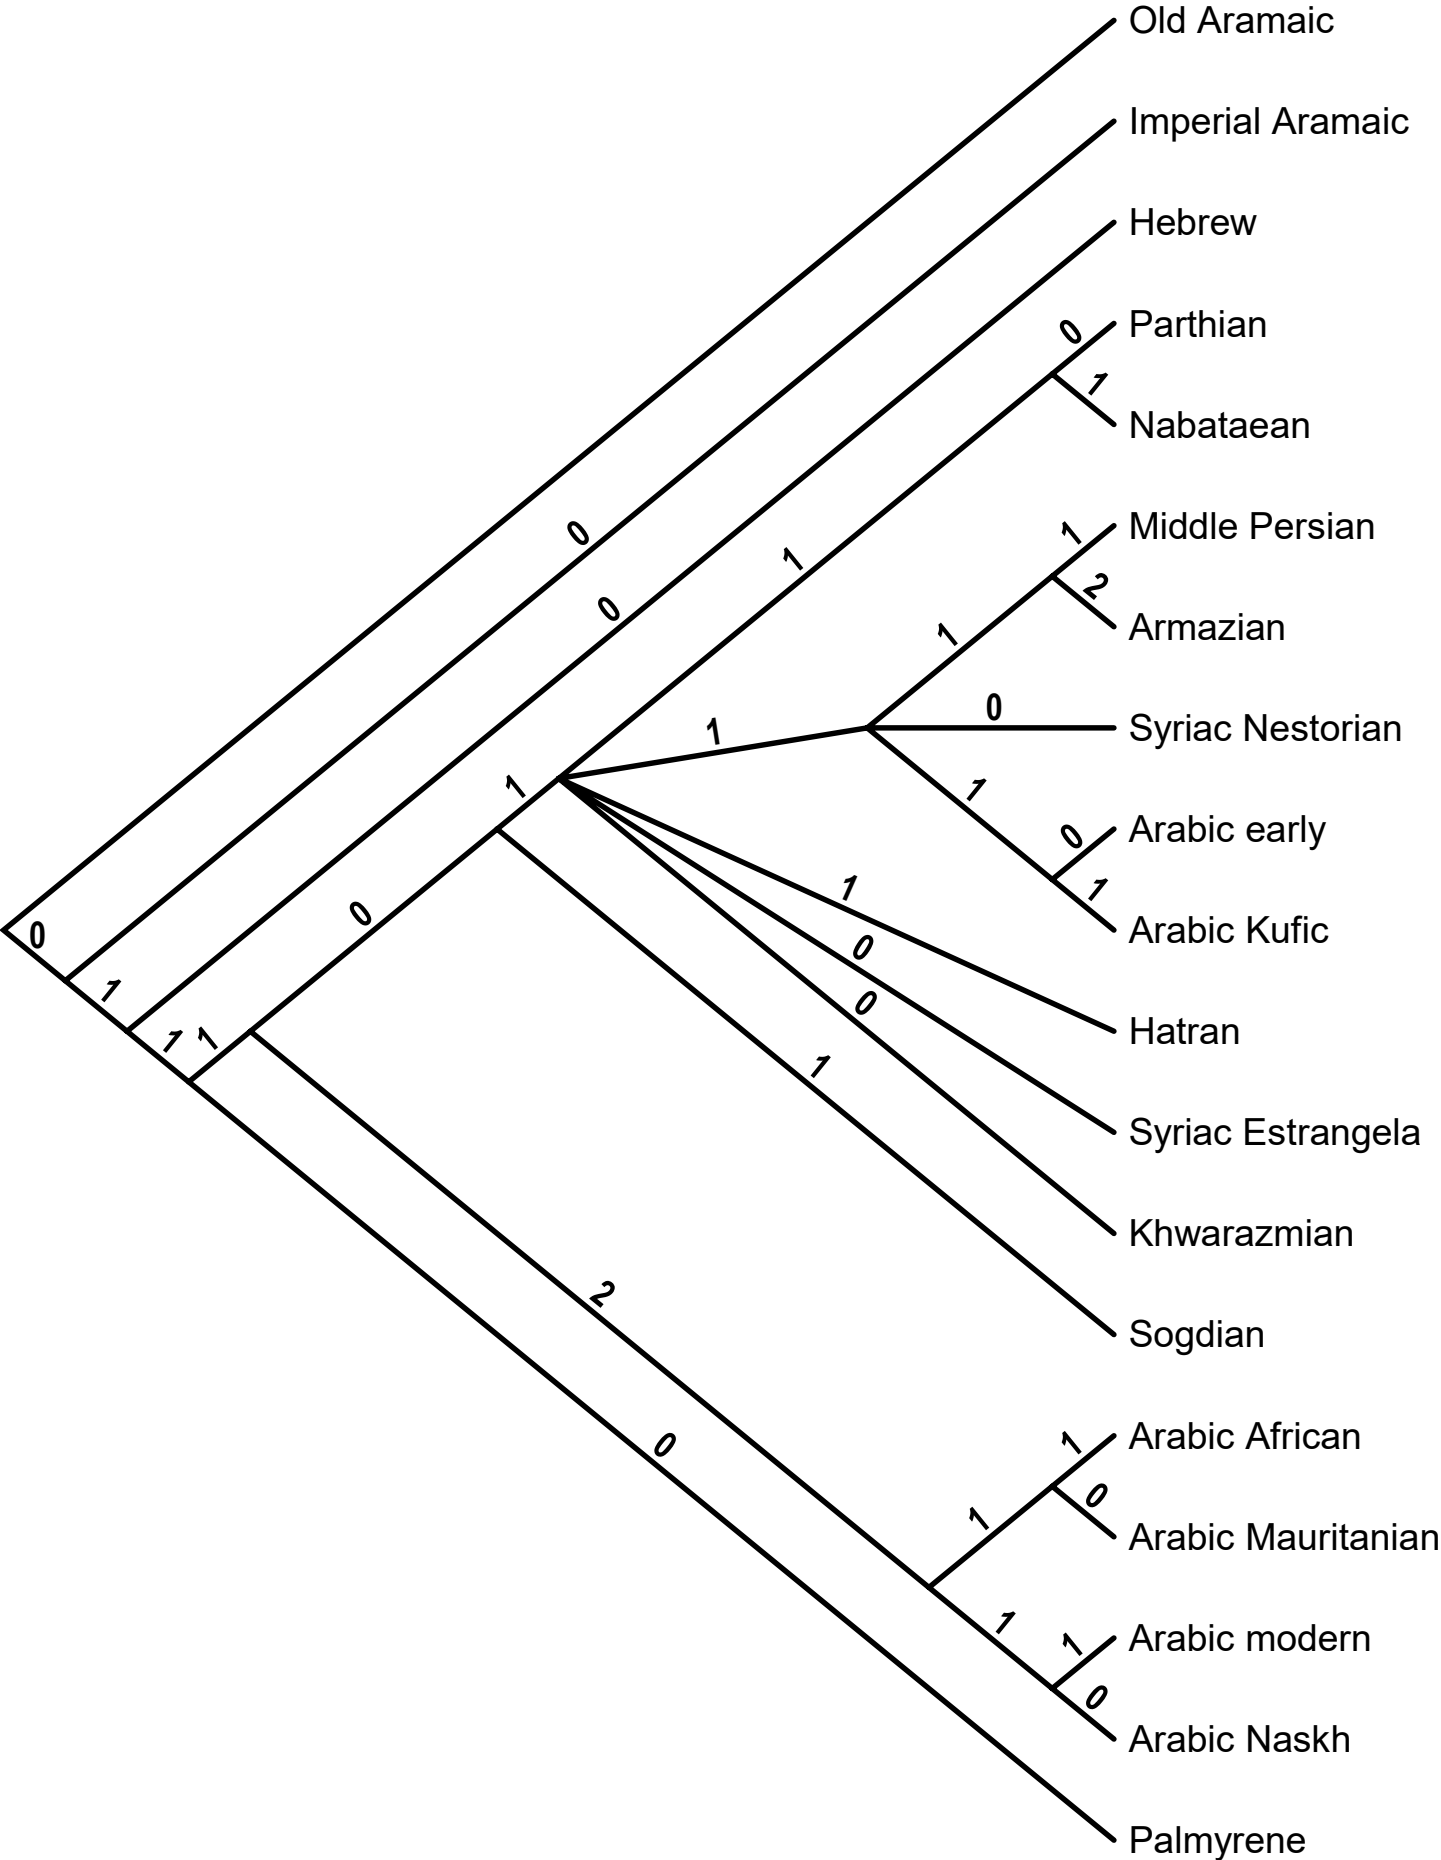 Old Aramaic
Imperial Aramaic
Hebrew
0 Parthian
1
Nabataean
0
1 Middle Persian
1
2
0
Armazian
1
0
1 Syriac Nestorian
1
1
0 Arabic early
1
1
0
0 Arabic Kufic
0
1
0
1 1 Hatran
1
Syriac Estrangela
Khwarazmian
2
Sogdian
1 Arabic African
0
0
1
Arabic Mauritanian
1
1 Arabic modern
0
Arabic Naskh
Palmyrene